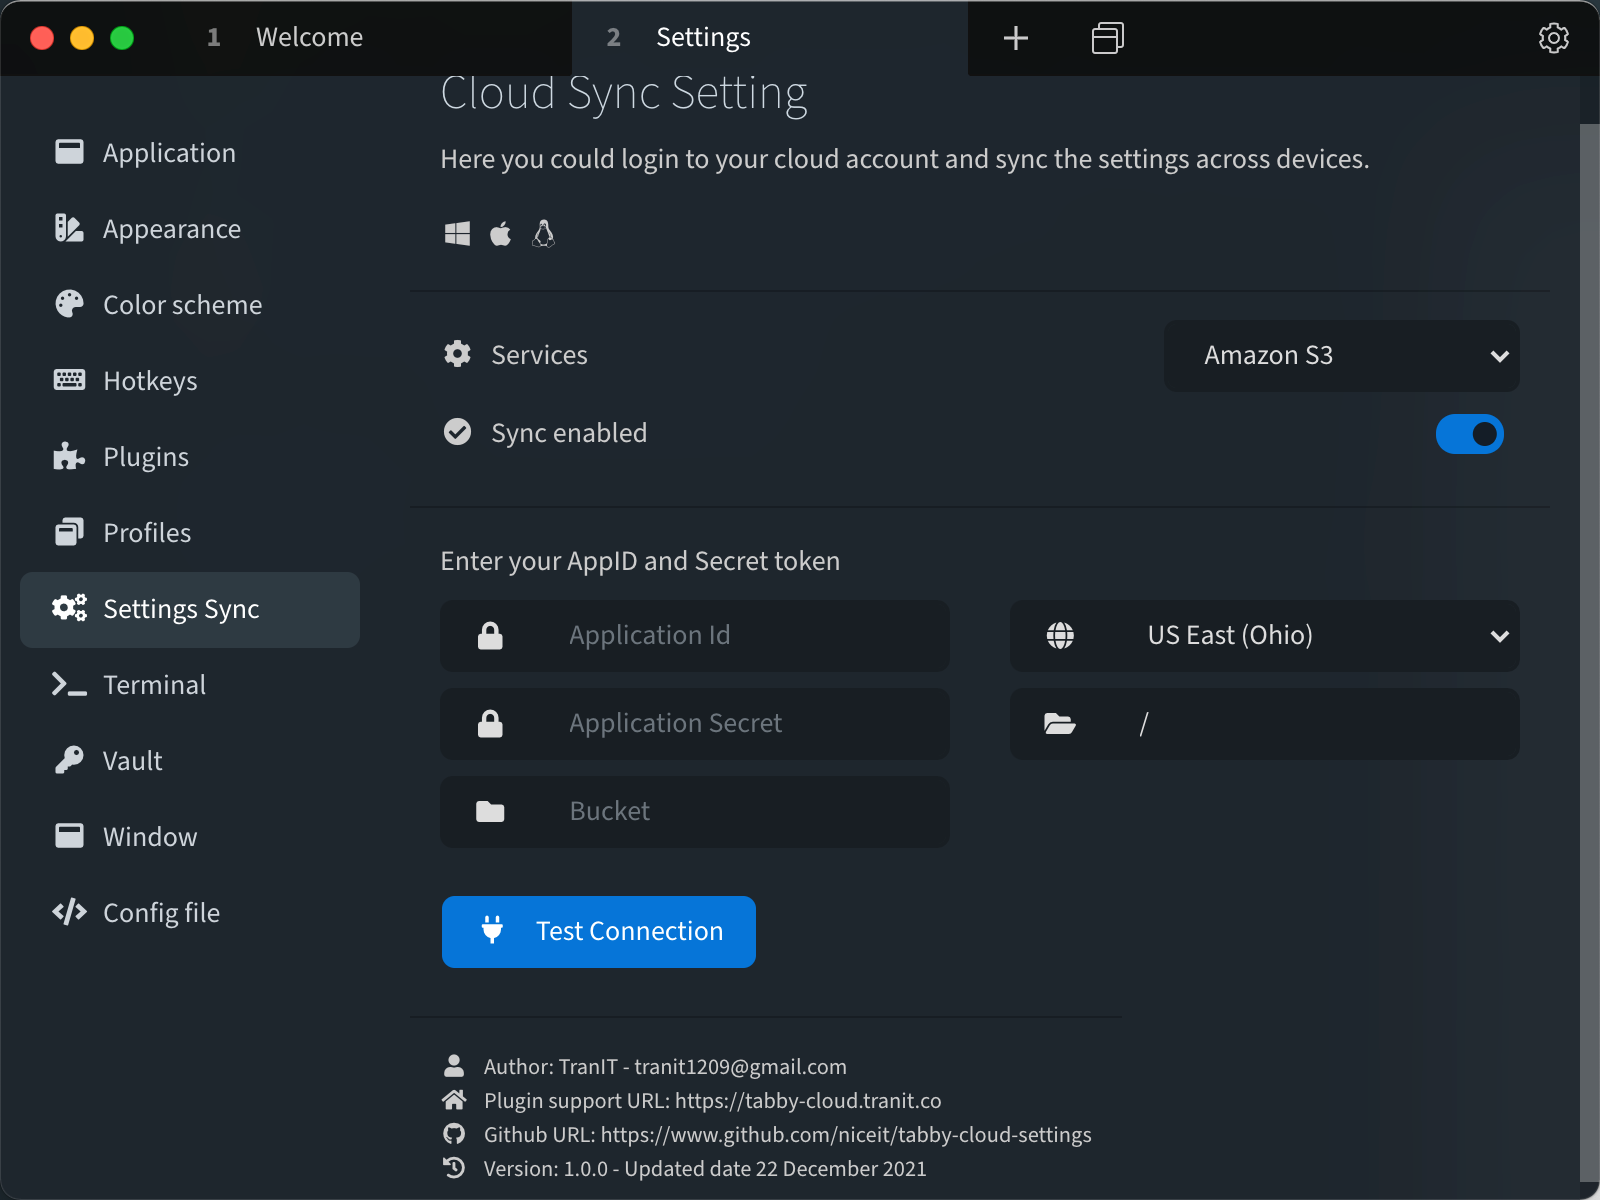 1 Welcome
2 Settings
Application
Appearance
Color scheme
Hotkeys
Plugins
Profiles
Settings Sync
Terminal
Vault
Window
Config file
Cloud Sync Setting
Here you could login to your cloud account and sync the settings across devices.
Services
Amazon S3
Sync enabled
Enter your AppID and Secret token
Application Id
US East (Ohio)
Application Secret
/
Bucket
Test Connection
Author: TranIT - tranit1209@gmail.com
Plugin support URL: https://tabby-cloud.tranit.co
Github URL: https://www.github.com/niceit/tabby-cloud-settings
Version: 1.0.0 - Updated date 22 December 2021